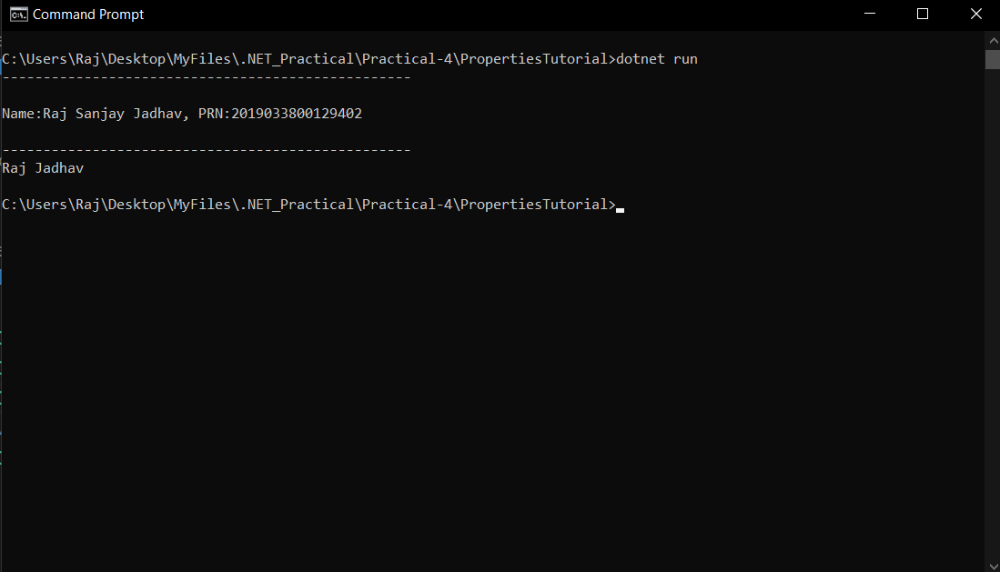 Command Prompt
C:\Users\Raj\Desktop\MyFiles\.NET_Practical\Practical-4\PropertiesTutorial>dotnet run
--------------------------------------------------
Name:Raj Sanjay Jadhav, PRN:2019033800129402
--------------------------------------------------
Raj Jadhav
C:\Users\Raj\Desktop\MyFiles\.NET_Practical\Practical-4\PropertiesTutorial>